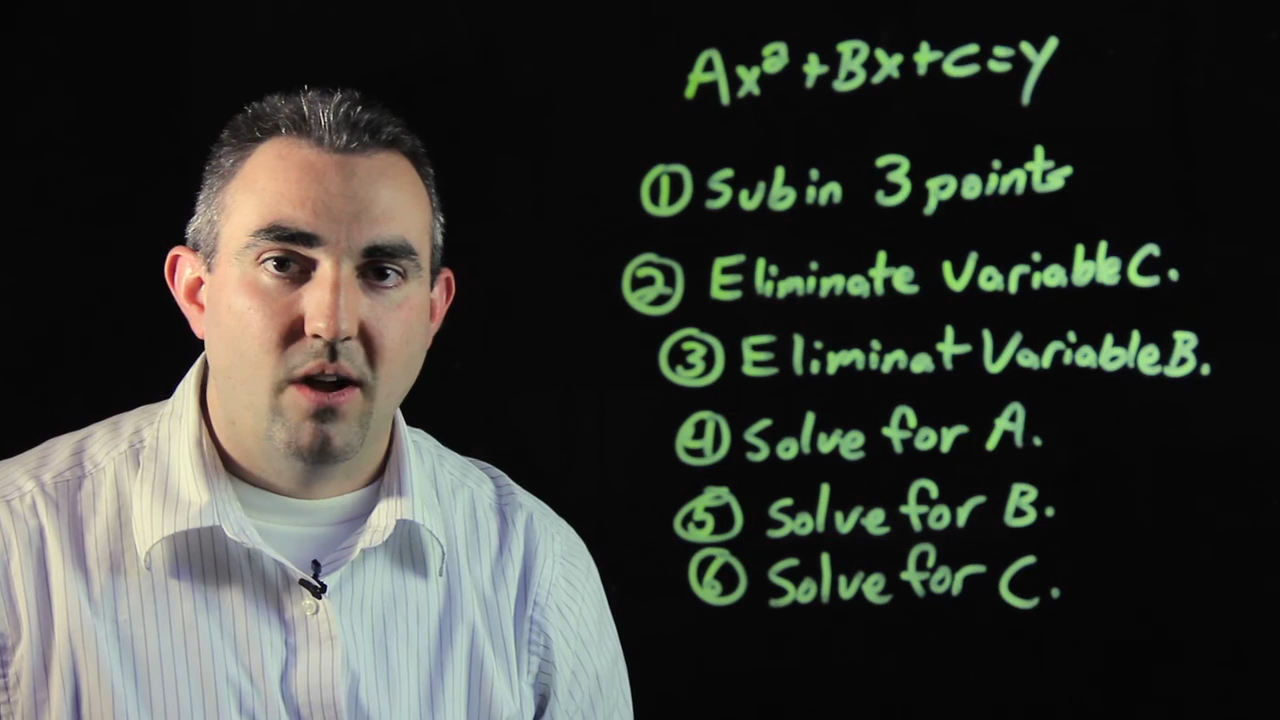 Ax²+Bx+C=y
① Sub in 3 points
② Eliminate Variable C.
③ Eliminat Variable B.
④ Solve for A.
⑤ Solve for B.
⑥ Solve for C.